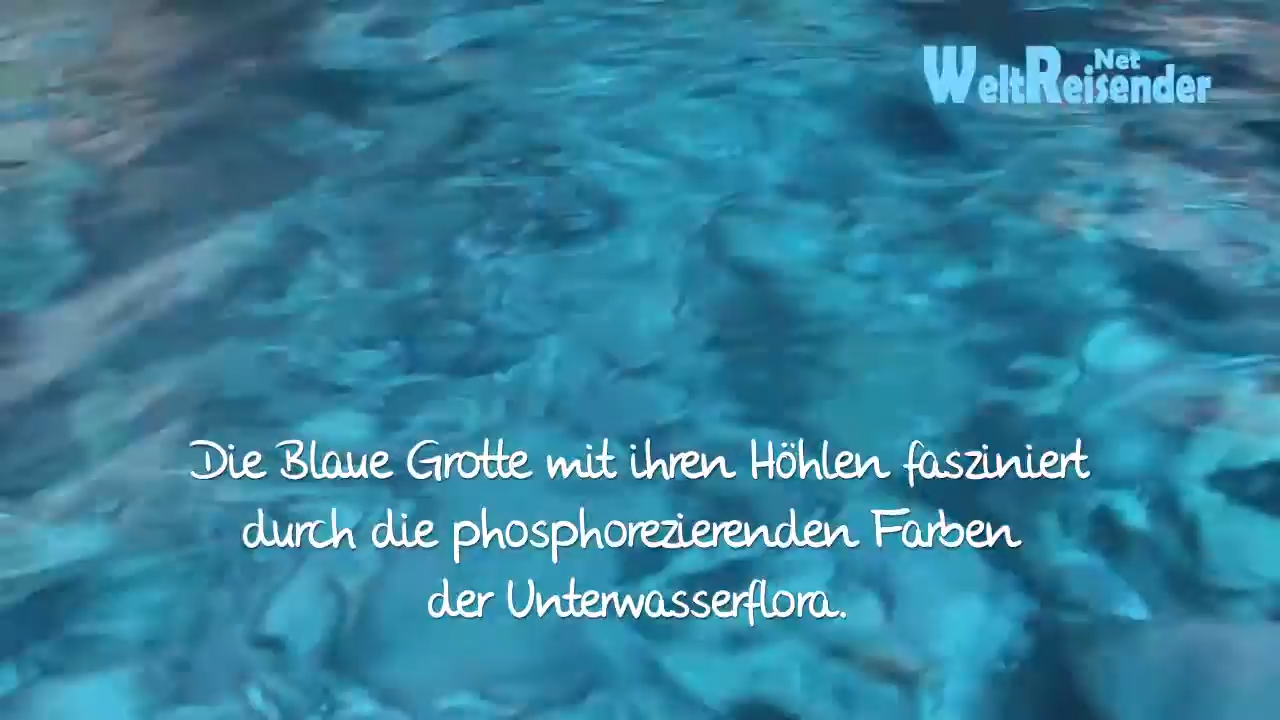 WeltReisender Net
Die Blaue Grotte mit ihren Höhlen fasziniert
durch die phosphorezierenden Farben
der Unterwasserflora.